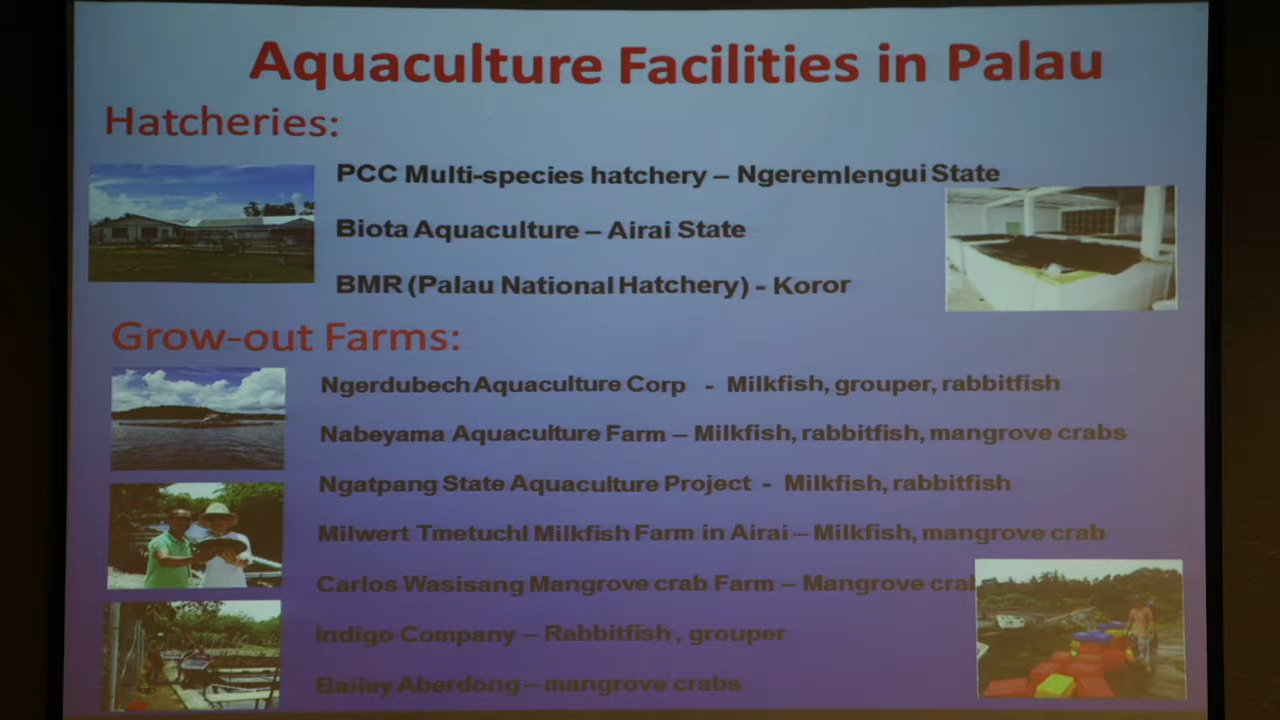 Aquaculture Facilities in Palau
Hatcheries:
PCC Multi-species hatchery – Ngeremlengui State
Biota Aquaculture – Airai State
BMR (Palau National Hatchery) - Koror
Grow-out Farms:
Ngerdubech Aquaculture Corp - Milkfish, grouper, rabbitfish
Nabeyama Aquaculture Farm – Milkfish, rabbitfish, mangrove crabs
Ngatpang State Aquaculture Project - Milkfish, rabbitfish
Milwert Tmetuchl Milkfish Farm in Airai – Milkfish, mangrove crab
Carlos Wasisang Mangrove crab Farm – Mangrove
Indigo Company – Rabbitfish , grouper
Bailey Aberdong – mangrove crabs